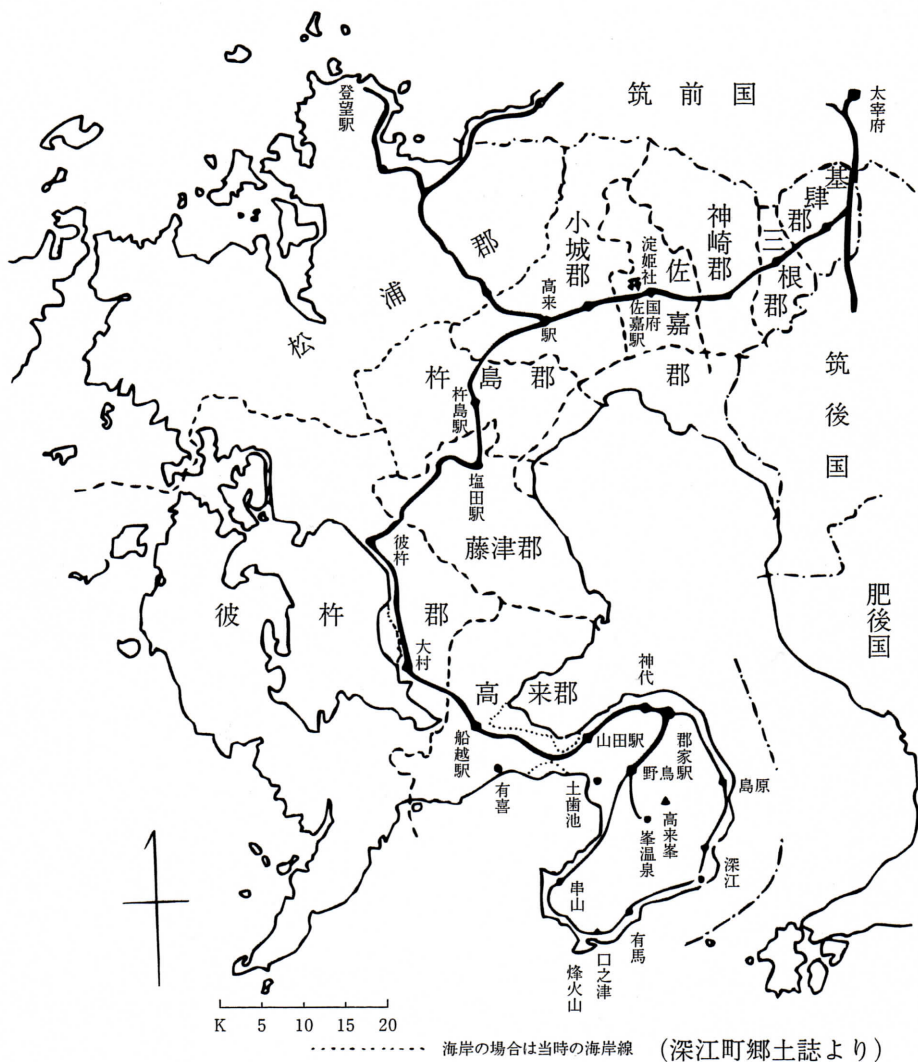 筑前国
太宰府
登望駅
基肄郡
神崎郡
三根郡
小城郡
淀姫社
佐嘉郡
国府
佐嘉駅
高来駅
松浦郡
杵島郡
杵島駅
筑後国
塩田駅
藤津郡
彼杵
彼杵郡
肥後国
大村
高来郡
神代
船越駅
山田駅
郡家駅
野鳥
島原
有喜
土歯池
高来峯
峯温泉
深江
串山
有馬
口之津
烽火山
K 5 10 15 20
海岸の場合は当時の海岸線
(深江町郷土誌より)